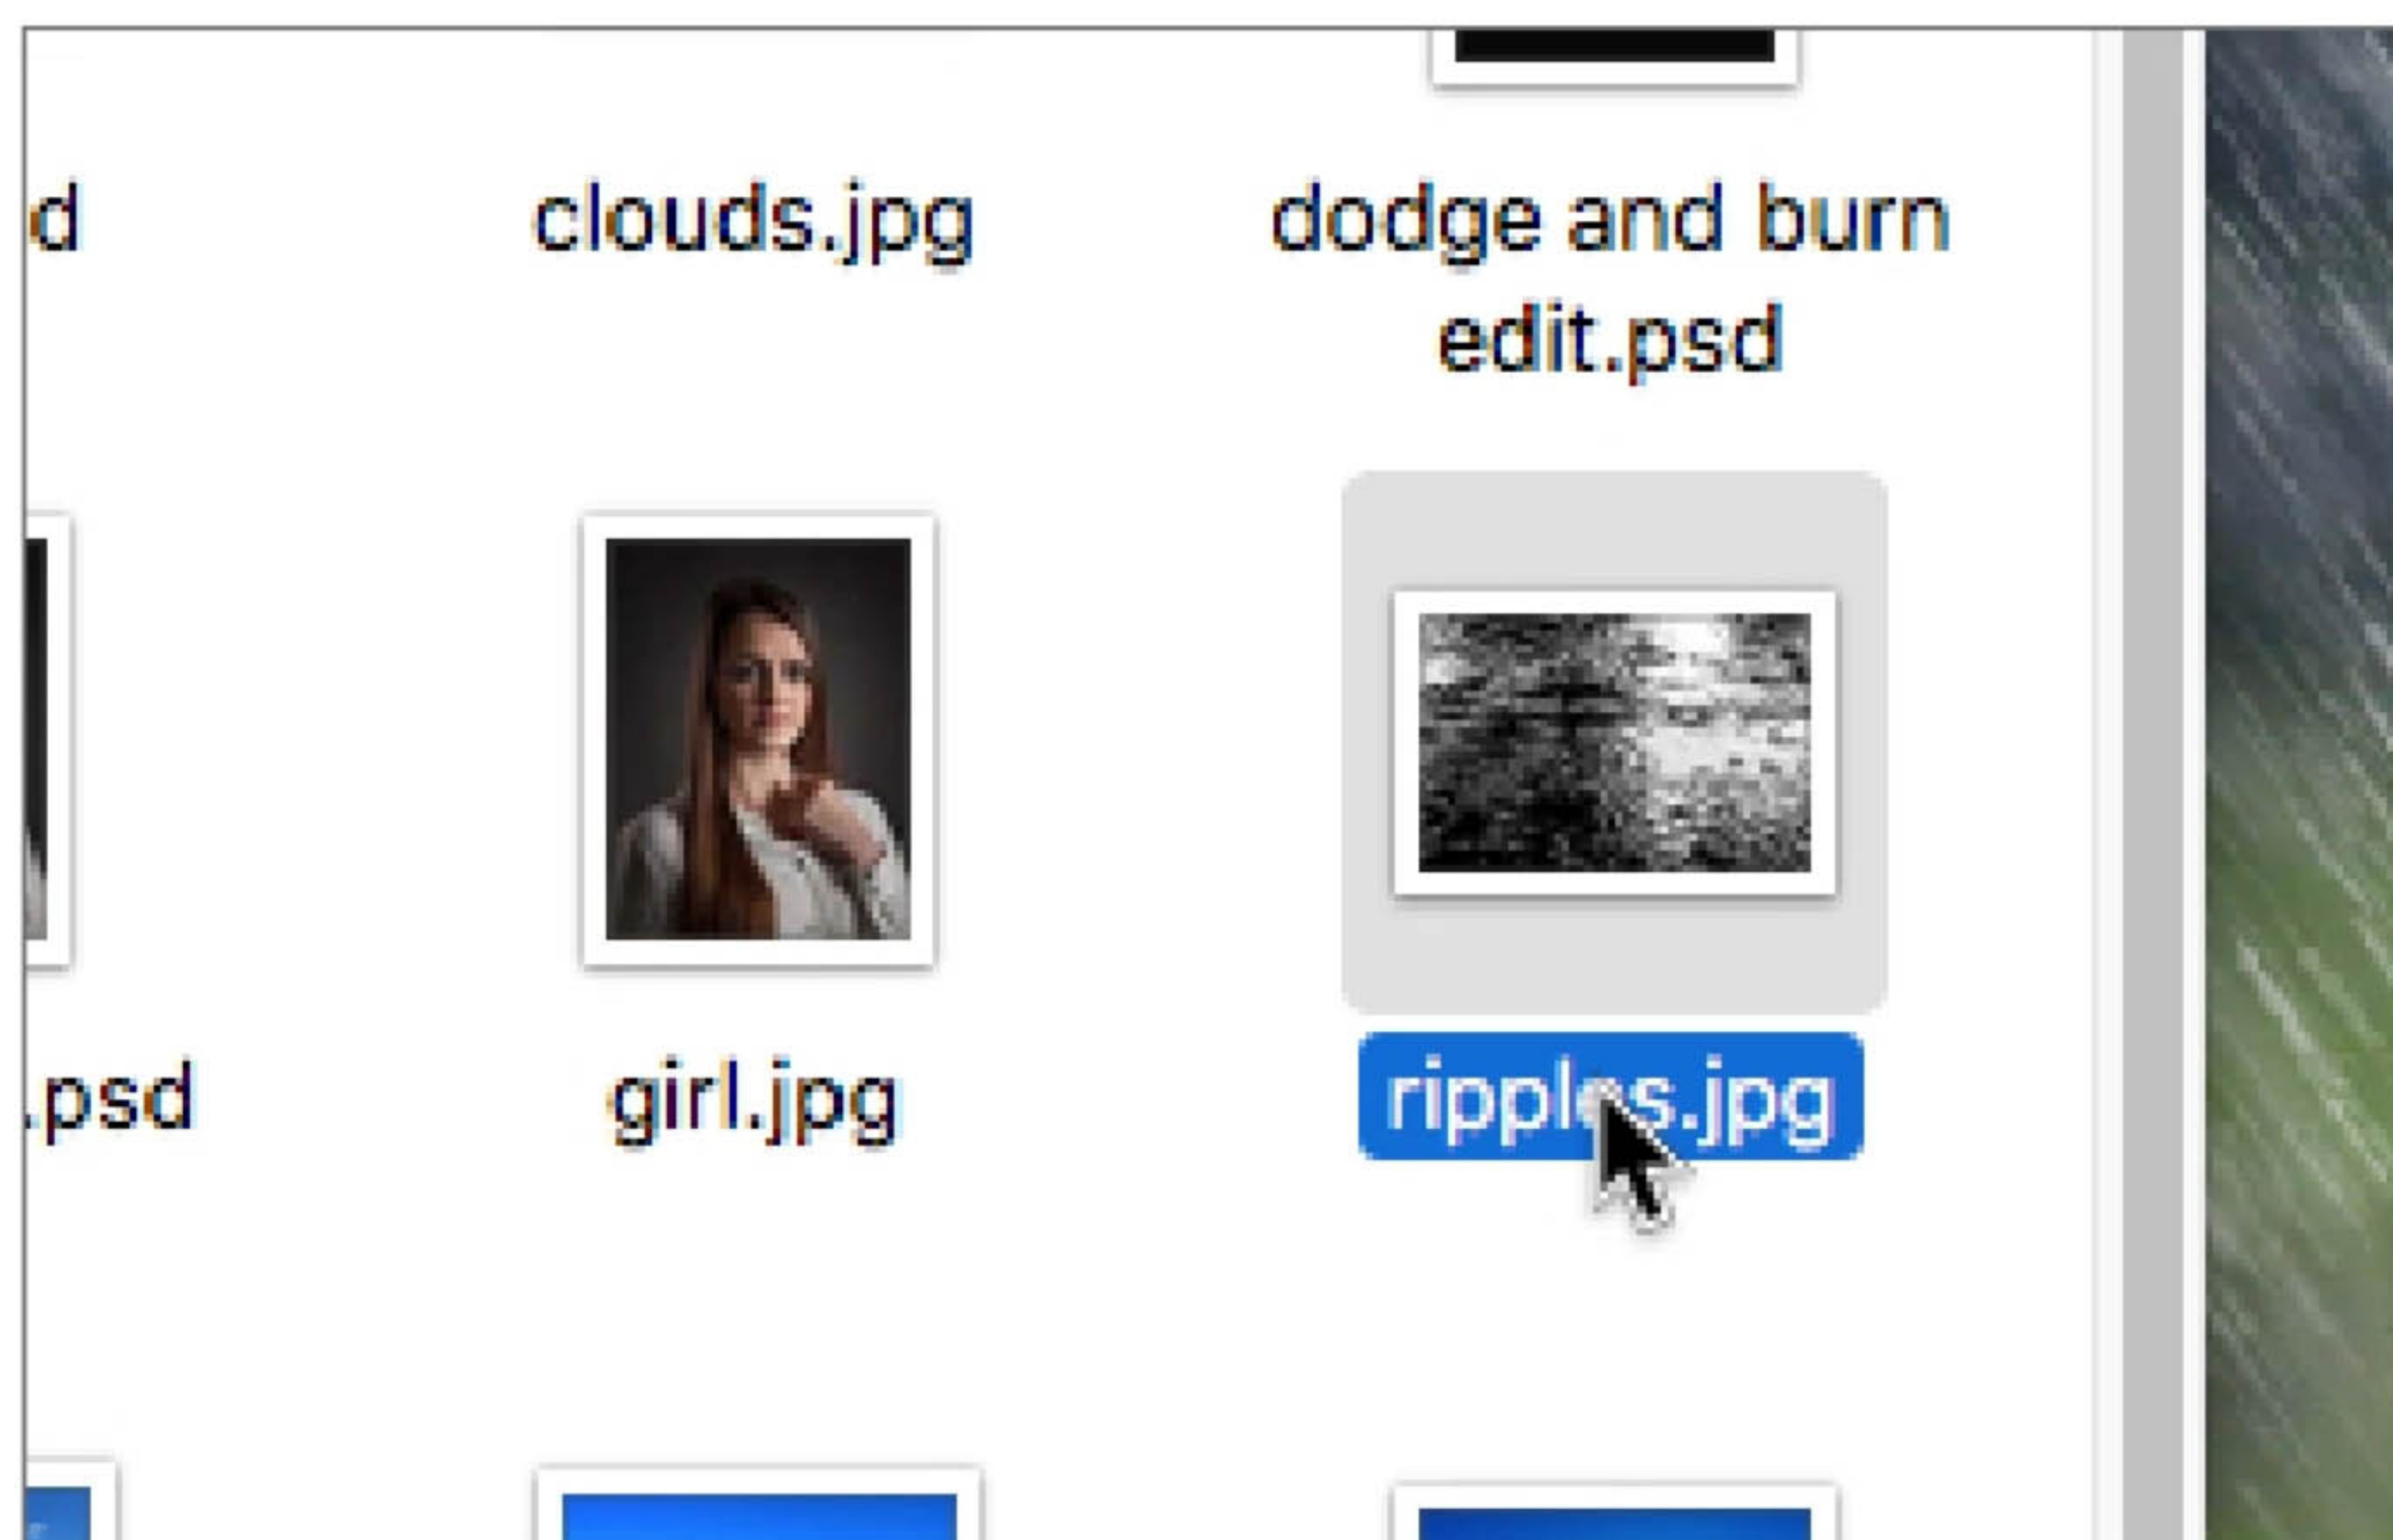 d
clouds.jpg
dodge and burn
edit.psd
.psd
girl.jpg
ripples.jpg